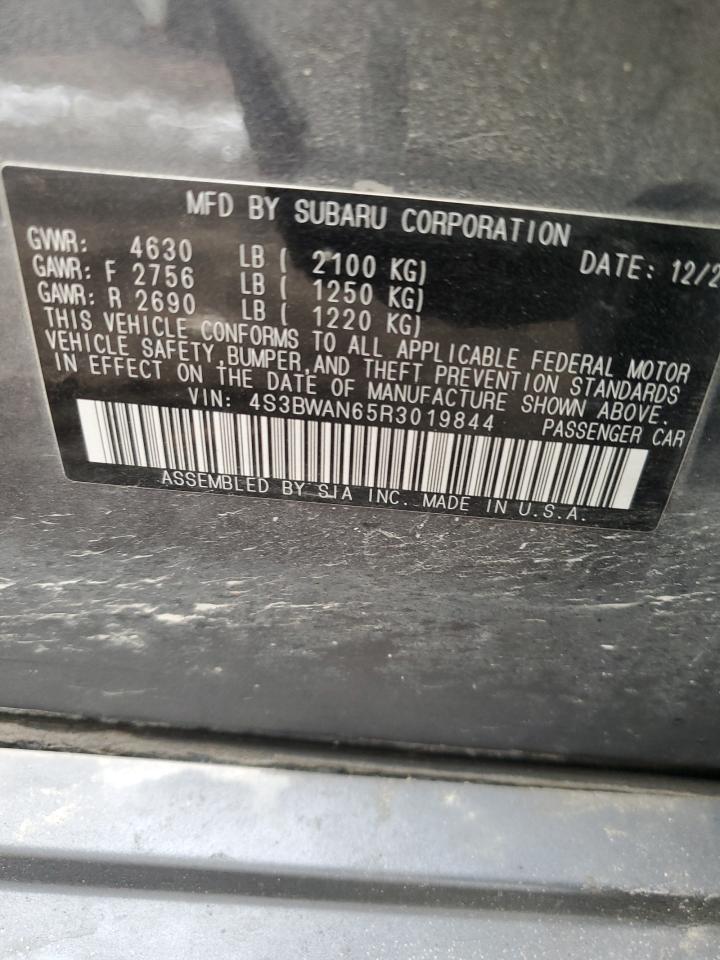 MFD BY SUBARU CORPORATION
GVWR: 4630 LB ( 2100 KG) DATE: 12/2
GAWR: F 2756 LB ( 1250 KG)
GAWR: R 2690 LB ( 1220 KG)
THIS VEHICLE CONFORMS TO ALL APPLICABLE FEDERAL MOTOR
VEHICLE SAFETY,BUMPER,AND THEFT PREVENTION STANDARDS
IN EFFECT ON THE DATE OF MANUFACTURE SHOWN ABOVE.
VIN: 4S3BWAN65R3019844 PASSENGER CAR
ASSEMBLED BY SIA INC. MADE IN U.S.A.